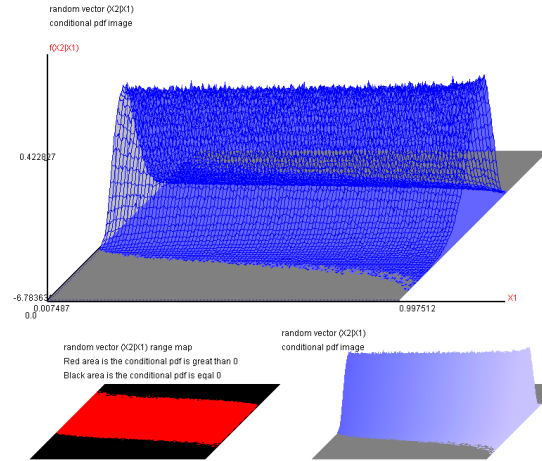 random vector (X2|X1)
conditional pdf image
f(X2|X1)
0.422827
-6.78363
0.007487
0.0
0.997512
X1
random vector (X2|X1) range map
Red area is the conditional pdf is great than 0
Black area is the conditional pdf is eqal 0
random vector (X2|X1)
conditional pdf image